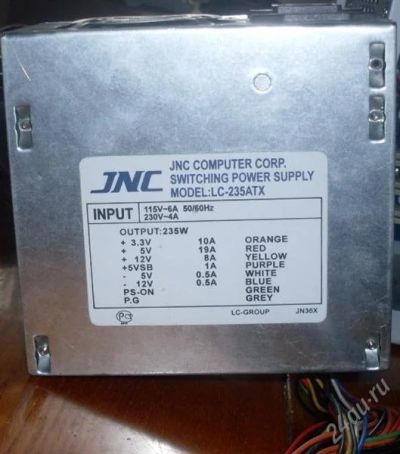 JNC
JNC COMPUTER CORP.
SWITCHING POWER SUPPLY
MODEL:LC-235ATX
INPUT
115V~6A 50/60Hz
230V~4A
OUTPUT:235W
+ 3.3V 10A ORANGE
+ 5V 19A RED
+ 12V 8A YELLOW
+5VSB 1A PURPLE
- 5V 0.5A WHITE
- 12V 0.5A BLUE
PS-ON GREEN
P.G GREY
LC-GROUP JN36X
24au.ru